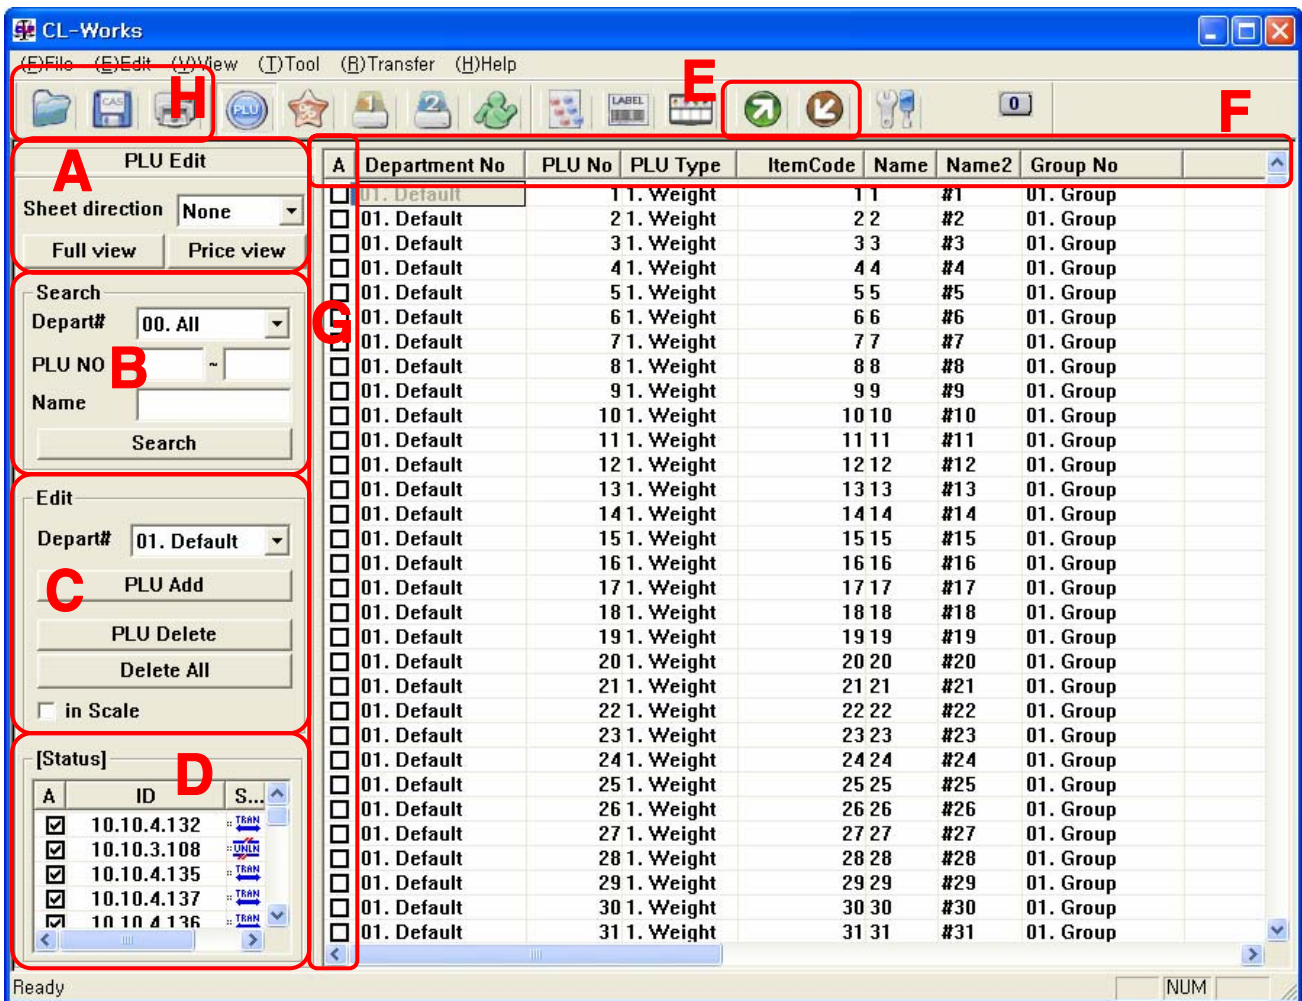 CL-Works
(F)File (E)Edit (V)View (T)Tool (R)Transfer (H)Help
H E F
CAS PLU 1 2 LABEL 0
A
PLU Edit
Sheet direction None
Full view Price view
Search
Depart# 00. All
B
PLU NO ~
Name
Search
Edit
Depart# 01. Default
C
PLU Add
PLU Delete
Delete All
in Scale
D
[Status]
A ID S...
10.10.4.132 TRAN
10.10.3.108 UNLN
10.10.4.135 TRAN
10.10.4.137 TRAN
10.10.4.136 TRAN
G
A Department No PLU No PLU Type ItemCode Name Name2 Group No
01. Default 1 1. Weight 1 1 #1 01. Group
01. Default 2 1. Weight 2 2 #2 01. Group
01. Default 3 1. Weight 3 3 #3 01. Group
01. Default 4 1. Weight 4 4 #4 01. Group
01. Default 5 1. Weight 5 5 #5 01. Group
01. Default 6 1. Weight 6 6 #6 01. Group
01. Default 7 1. Weight 7 7 #7 01. Group
01. Default 8 1. Weight 8 8 #8 01. Group
01. Default 9 1. Weight 9 9 #9 01. Group
01. Default 10 1. Weight 10 10 #10 01. Group
01. Default 11 1. Weight 11 11 #11 01. Group
01. Default 12 1. Weight 12 12 #12 01. Group
01. Default 13 1. Weight 13 13 #13 01. Group
01. Default 14 1. Weight 14 14 #14 01. Group
01. Default 15 1. Weight 15 15 #15 01. Group
01. Default 16 1. Weight 16 16 #16 01. Group
01. Default 17 1. Weight 17 17 #17 01. Group
01. Default 18 1. Weight 18 18 #18 01. Group
01. Default 19 1. Weight 19 19 #19 01. Group
01. Default 20 1. Weight 20 20 #20 01. Group
01. Default 21 1. Weight 21 21 #21 01. Group
01. Default 22 1. Weight 22 22 #22 01. Group
01. Default 23 1. Weight 23 23 #23 01. Group
01. Default 24 1. Weight 24 24 #24 01. Group
01. Default 25 1. Weight 25 25 #25 01. Group
01. Default 26 1. Weight 26 26 #26 01. Group
01. Default 27 1. Weight 27 27 #27 01. Group
01. Default 28 1. Weight 28 28 #28 01. Group
01. Default 29 1. Weight 29 29 #29 01. Group
01. Default 30 1. Weight 30 30 #30 01. Group
01. Default 31 1. Weight 31 31 #31 01. Group
Ready NUM